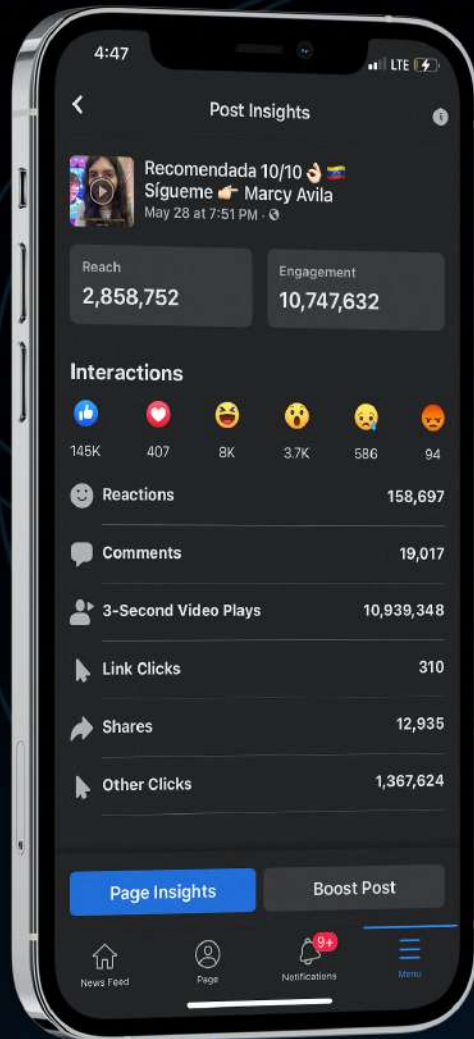 4:47
LTE
Post Insights
Recomendada 10/10 👌🏻 🇻🇪
Sígueme 👉🏻 Marcy Avila
May 28 at 7:51 PM ·
Reach
2,858,752
Engagement
10,747,632
Interactions
145K 407 8K 3.7K 586 94
Reactions 158,697
Comments 19,017
3-Second Video Plays 10,939,348
Link Clicks 310
Shares 12,935
Other Clicks 1,367,624
Page Insights
Boost Post
9+
News Feed Page Notifications Menu